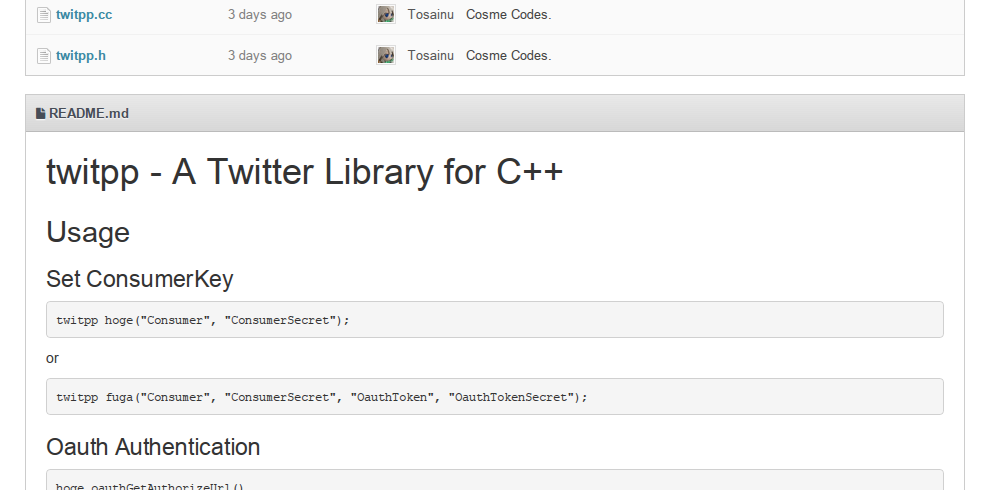 twitpp.cc 3 days ago Tosainu Cosme Codes.
twitpp.h 3 days ago Tosainu Cosme Codes.
README.md
twitpp - A Twitter Library for C++
Usage
Set ConsumerKey
twitpp hoge("Consumer", "ConsumerSecret");
or
twitpp fuga("Consumer", "ConsumerSecret", "OauthToken", "OauthTokenSecret");
Oauth Authentication
hoge.oauthGetAuthorizeUrl()